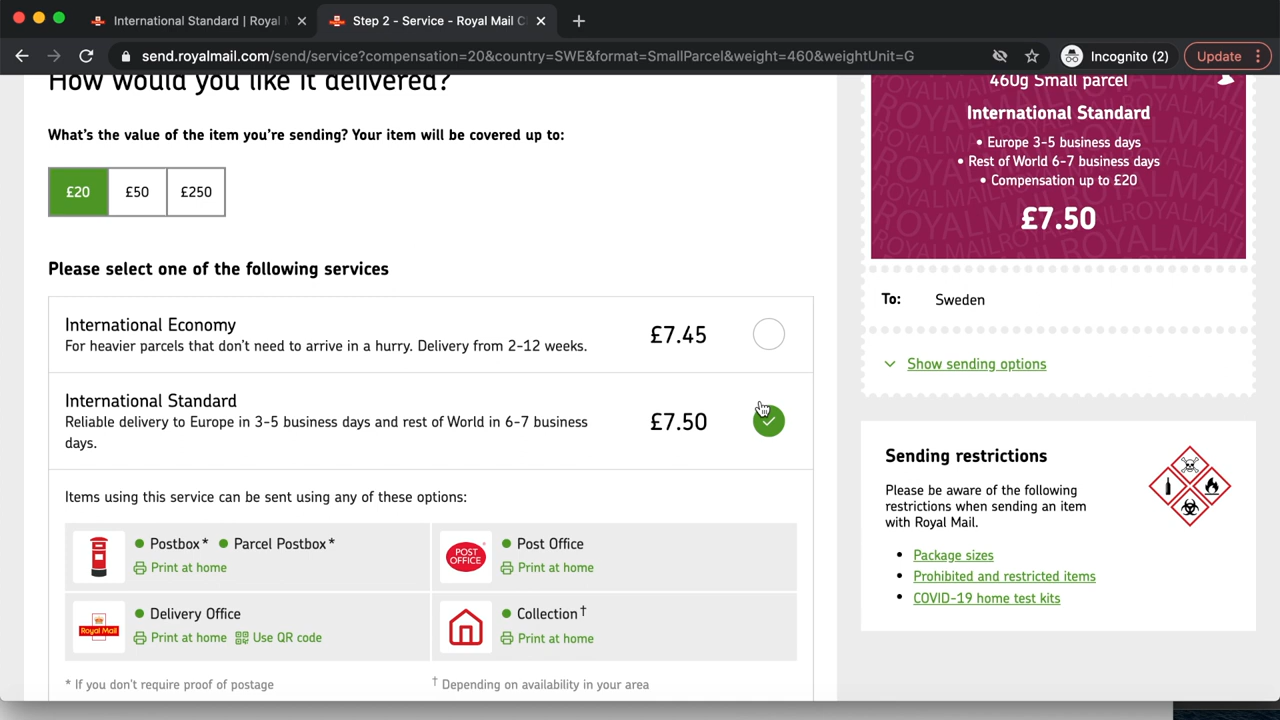 International Standard | Royal
Step 2 - Service - Royal Mail C
send.royalmail.com/send/service?compensation=20&country=SWE&format=SmallParcel&weight=460&weightUnit=G
Incognito (2)
Update
How would you like it delivered?
What's the value of the item you're sending? Your item will be covered up to:
£20
£50
£250
Please select one of the following services
International Economy
For heavier parcels that don't need to arrive in a hurry. Delivery from 2-12 weeks.
£7.45
International Standard
Reliable delivery to Europe in 3-5 business days and rest of World in 6-7 business
days.
£7.50
Items using this service can be sent using any of these options:
Postbox* Parcel Postbox*
Print at home
POST
OFFICE
Post Office
Print at home
Royal Mail
Delivery Office
Print at home Use QR code
Collection†
Print at home
* If you don't require proof of postage
† Depending on availability in your area
460g Small parcel
International Standard
• Europe 3-5 business days
• Rest of World 6-7 business days
• Compensation up to £20
£7.50
To: Sweden
Show sending options
Sending restrictions
Please be aware of the following
restrictions when sending an item
with Royal Mail.
• Package sizes
• Prohibited and restricted items
• COVID-19 home test kits